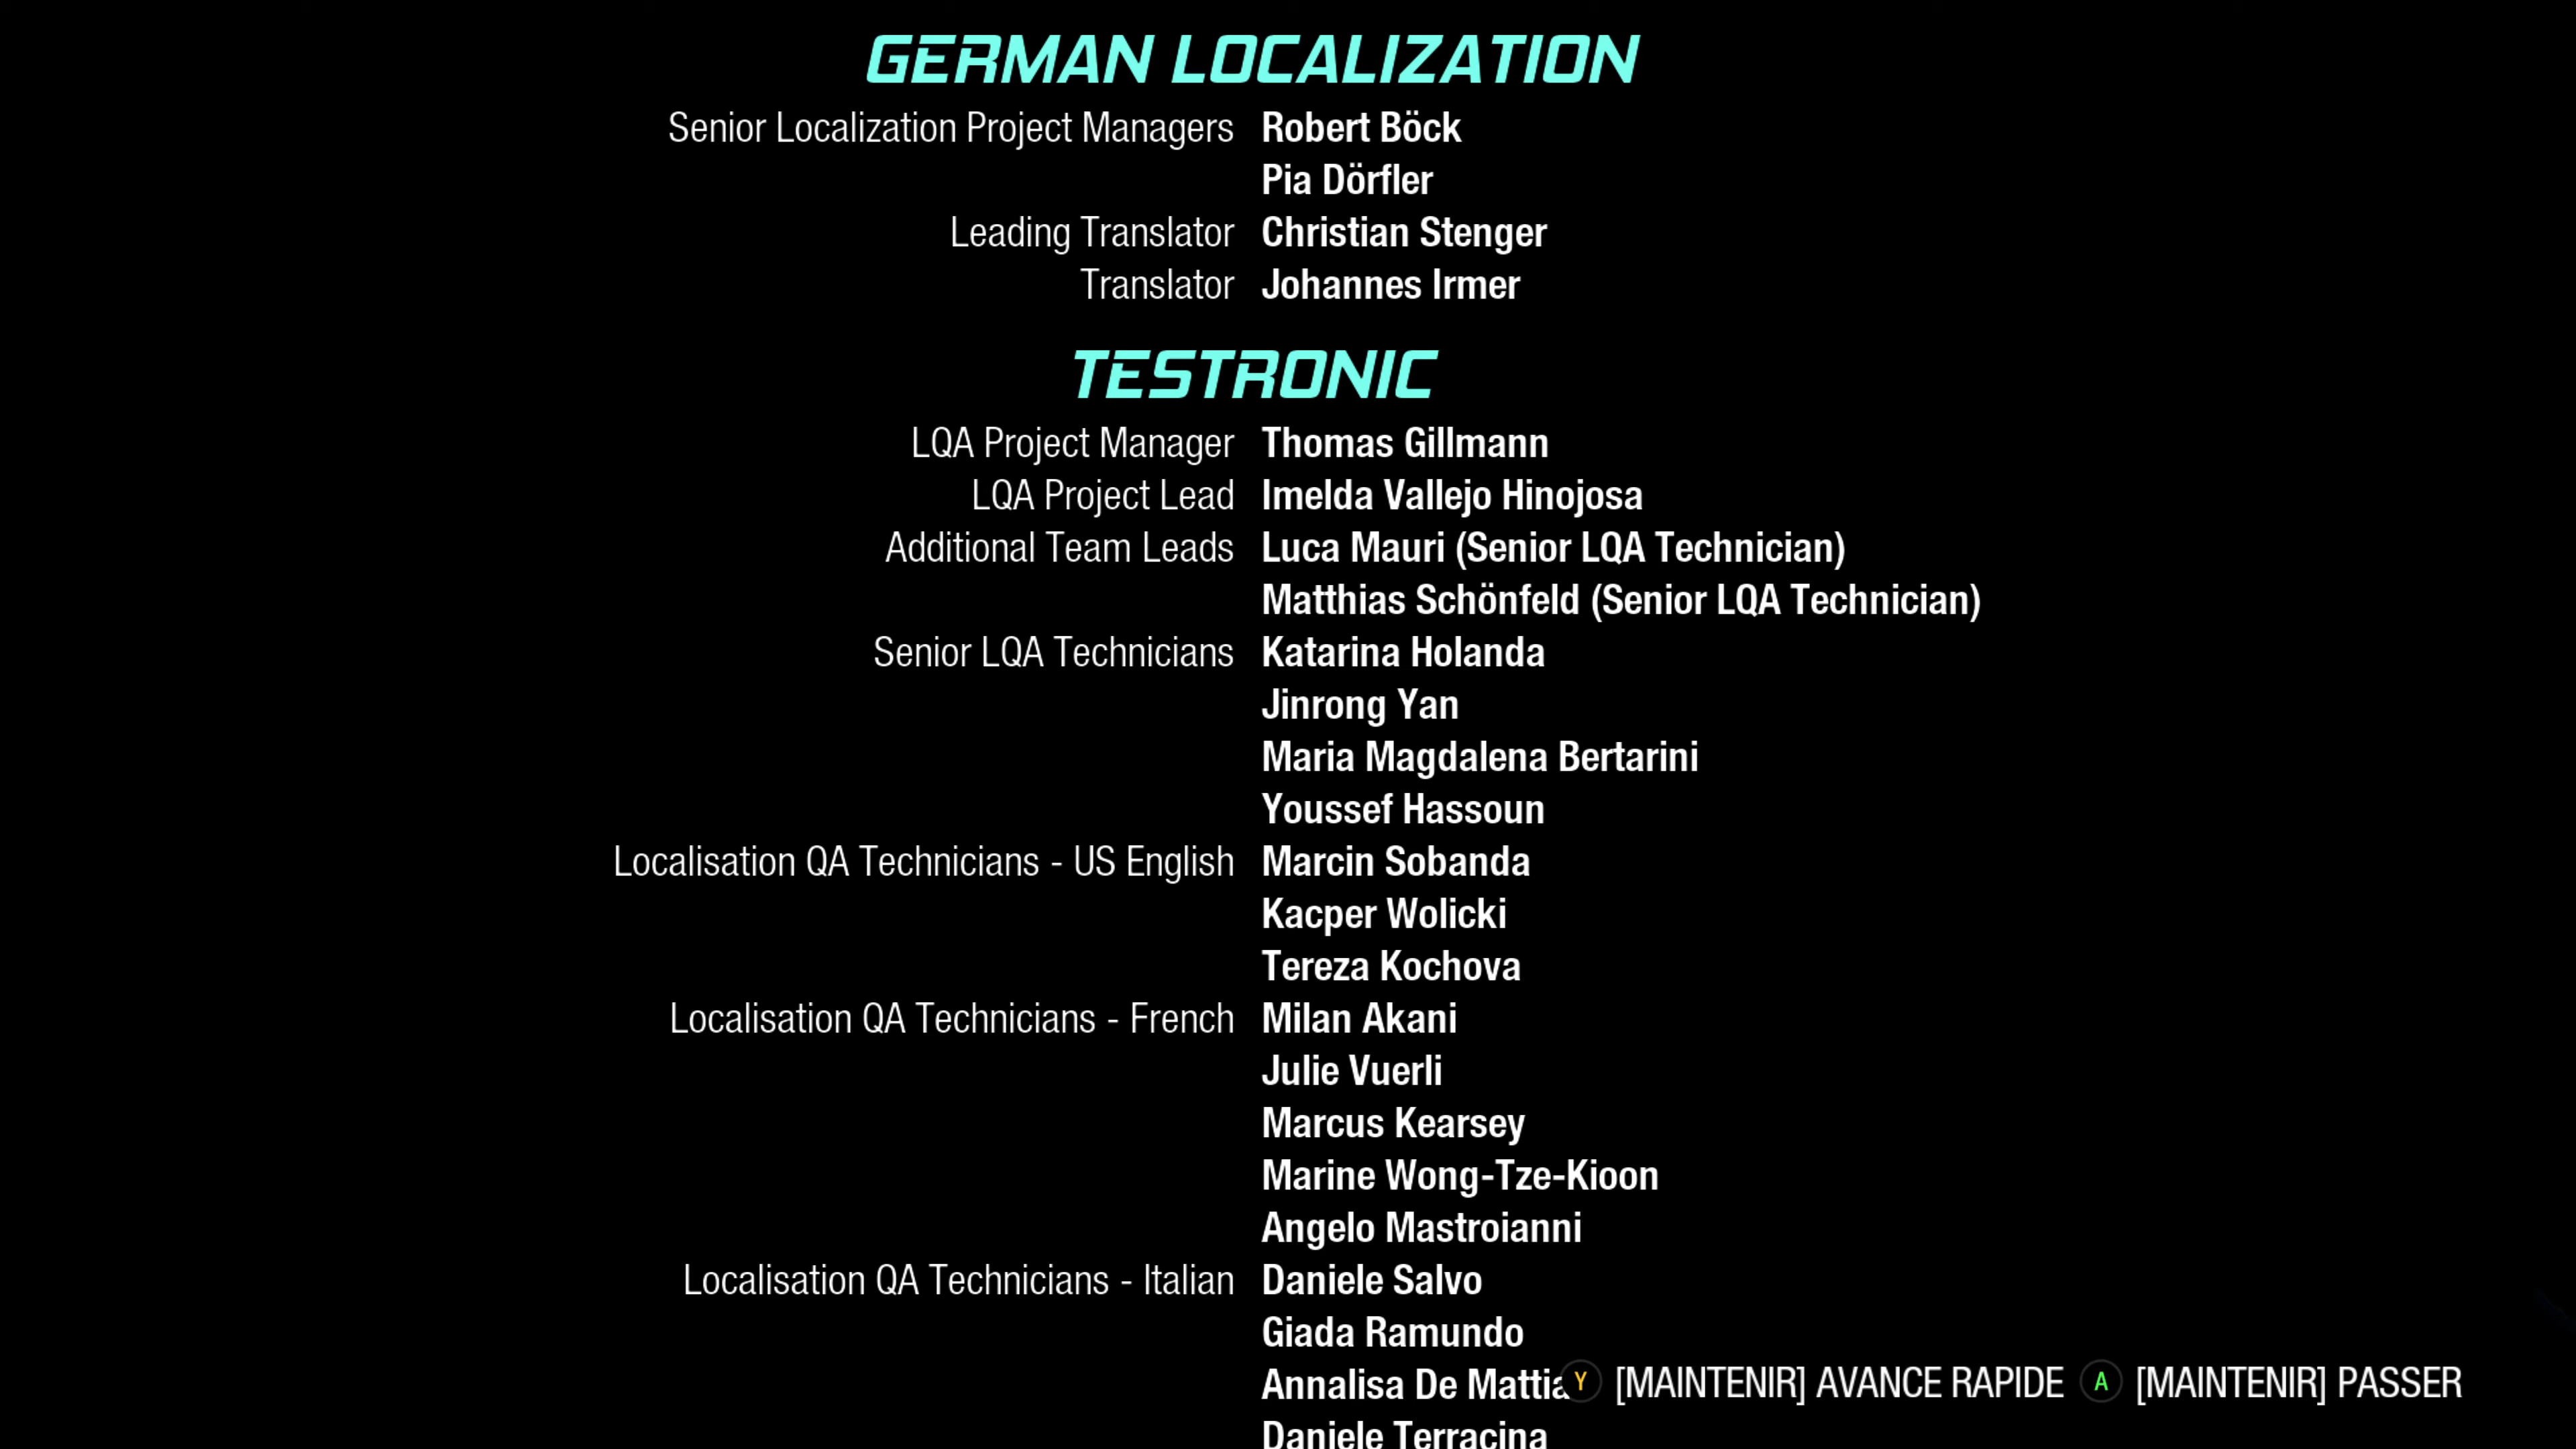 GERMAN LOCALIZATION
Senior Localization Project Managers Robert Böck
Pia Dörfler
Leading Translator Christian Stenger
Translator Johannes Irmer
TESTRONIC
LQA Project Manager Thomas Gillmann
LQA Project Lead Imelda Vallejo Hinojosa
Additional Team Leads Luca Mauri (Senior LQA Technician)
Matthias Schönfeld (Senior LQA Technician)
Senior LQA Technicians Katarina Holanda
Jinrong Yan
Maria Magdalena Bertarini
Youssef Hassoun
Localisation QA Technicians - US English Marcin Sobanda
Kacper Wolicki
Tereza Kochova
Localisation QA Technicians - French Milan Akani
Julie Vuerli
Marcus Kearsey
Marine Wong-Tze-Kioon
Angelo Mastroianni
Localisation QA Technicians - Italian Daniele Salvo
Giada Ramundo
Annalisa De Mattia Y [MAINTENIR] AVANCE RAPIDE A [MAINTENIR] PASSER
Daniele Terracina